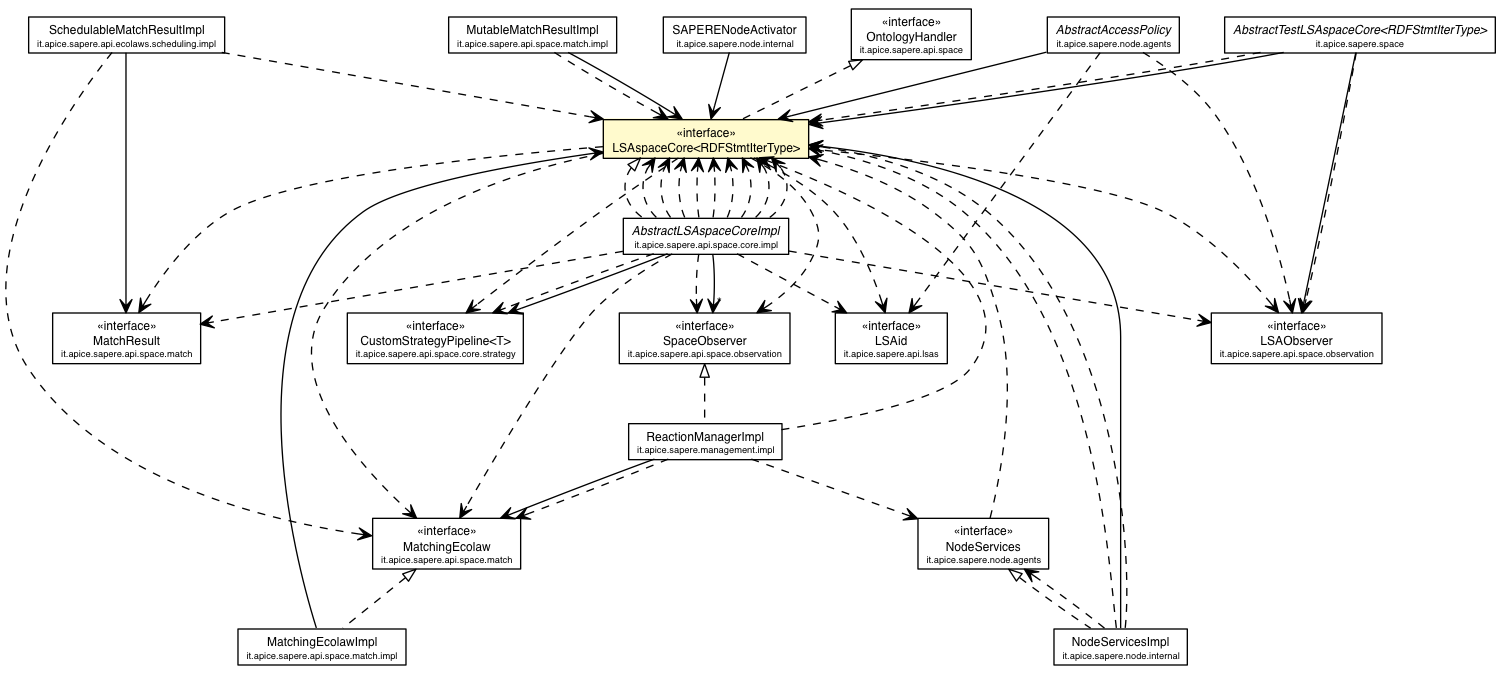 SchedulableMatchResultImpl
it.apice.sapere.api.ecolaws.scheduling.impl
MutableMatchResultImpl
it.apice.sapere.api.space.match.impl
SAPERENodeActivator
it.apice.sapere.node.internal
«interface»
OntologyHandler
it.apice.sapere.api.space
AbstractAccessPolicy
it.apice.sapere.node.agents
AbstractTestLSAspaceCore<RDFStmtIterType>
it.apice.sapere.space
«interface»
LSAspaceCore<RDFStmtIterType>
AbstractLSAspaceCoreImpl
it.apice.sapere.api.space.core.impl
«interface»
MatchResult
it.apice.sapere.api.space.match
«interface»
CustomStrategyPipeline<T>
it.apice.sapere.api.space.core.strategy
«interface»
SpaceObserver
it.apice.sapere.api.space.observation
«interface»
LSAid
it.apice.sapere.api.lsas
«interface»
LSAObserver
it.apice.sapere.api.space.observation
ReactionManagerImpl
it.apice.sapere.management.impl
«interface»
MatchingEcolaw
it.apice.sapere.api.space.match
«interface»
NodeServices
it.apice.sapere.node.agents
MatchingEcolawImpl
it.apice.sapere.api.space.match.impl
NodeServicesImpl
it.apice.sapere.node.internal